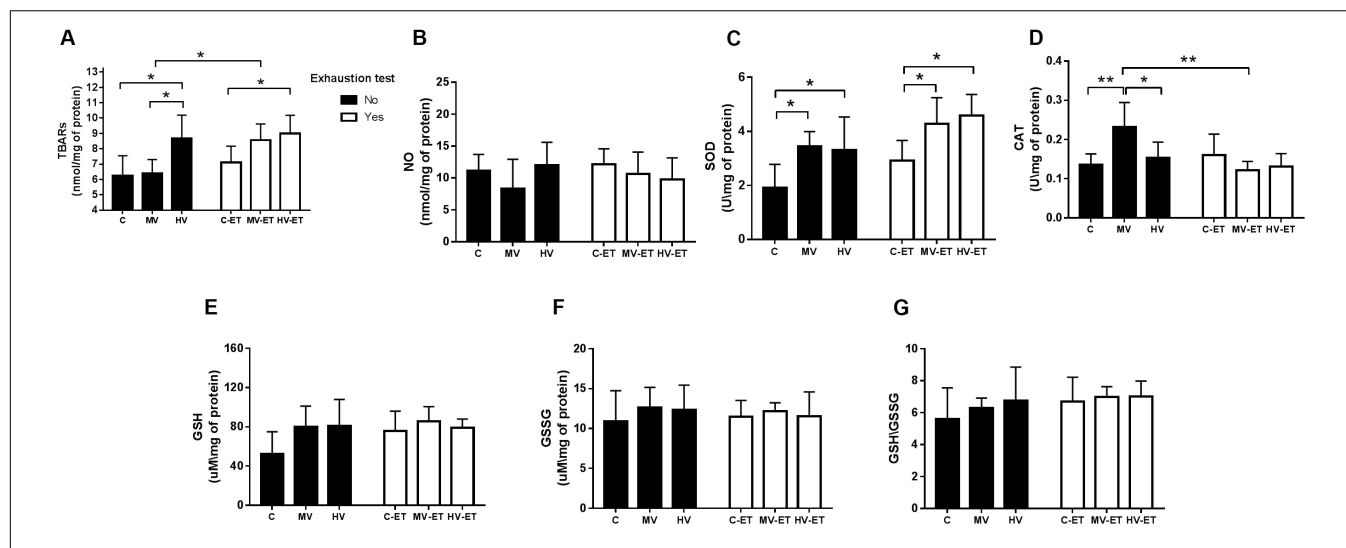 A
TBARs
(nmol/mg of protein)
13
12
11
10
9
8
7
6
5
4
*
*
*
*
C
MV
HV
C-ET
MV-ET
HV-ET
Exhaustion test
No
Yes
B
NO
(nmol/mg of protein)
25
20
15
10
5
0
C
MV
HV
C-ET
MV-ET
HV-ET
C
SOD
(U\mg of protein)
6
4
2
0
*
*
*
*
C
MV
HV
C-ET
MV-ET
HV-ET
D
CAT
(U\mg of protein)
0.4
0.3
0.2
0.1
0.0
**
**
*
C
MV
HV
C-ET
MV-ET
HV-ET
E
GSH
(uM\mg of protein)
160
120
80
40
0
C
MV
HV
C-ET
MV-ET
HV-ET
F
GSSG
(uM\mg of protein)
20
15
10
5
0
C
MV
HV
C-ET
MV-ET
HV-ET
G
GSH\GSSG
10
8
6
4
2
0
C
MV
HV
C-ET
MV-ET
HV-ET